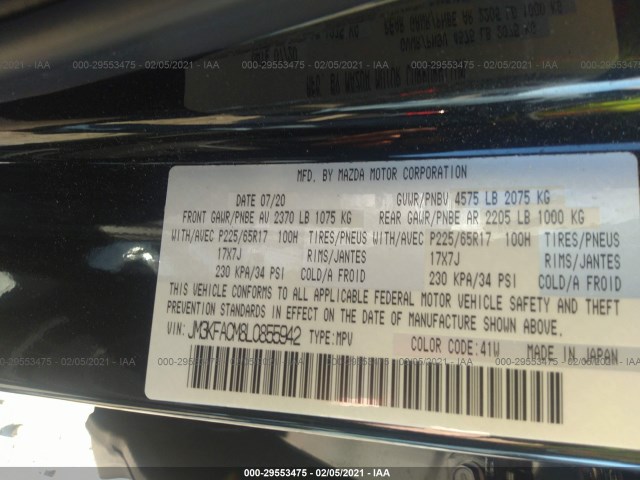 000-29553475 - 02/05/2021 - IAA
MFD. BY MAZDA MOTOR CORPORATION
DATE 07/20 GVWR/PNBV 4575 LB 2075 KG
FRONT GAWR/PNBE AV 2370 LB 1075 KG REAR GAWR/PNBE AR 2205 LB 1000 KG
WITH/AVEC P225/65R17 100H TIRES/PNEUS WITH/AVEC P225/65R17 100H TIRES/PNEUS
17X7J RIMS/JANTES 17X7J RIMS/JANTES
230 KPA/34 PSI COLD/A FROID 230 KPA/34 PSI COLD/A FROID
THIS VEHICLE CONFORMS TO ALL APPLICABLE FEDERAL MOTOR VEHICLE SAFETY AND THEFT
PREVENTION STANDARDS IN EFFECT ON THE DATE OF MANUFACTURE SHOWN ABOVE.
VIN: JM3KFACM8L0855942 TYPE: MPV COLOR CODE: 41W MADE IN JAPAN
000-29553475 - 02/05/2021 - IAA